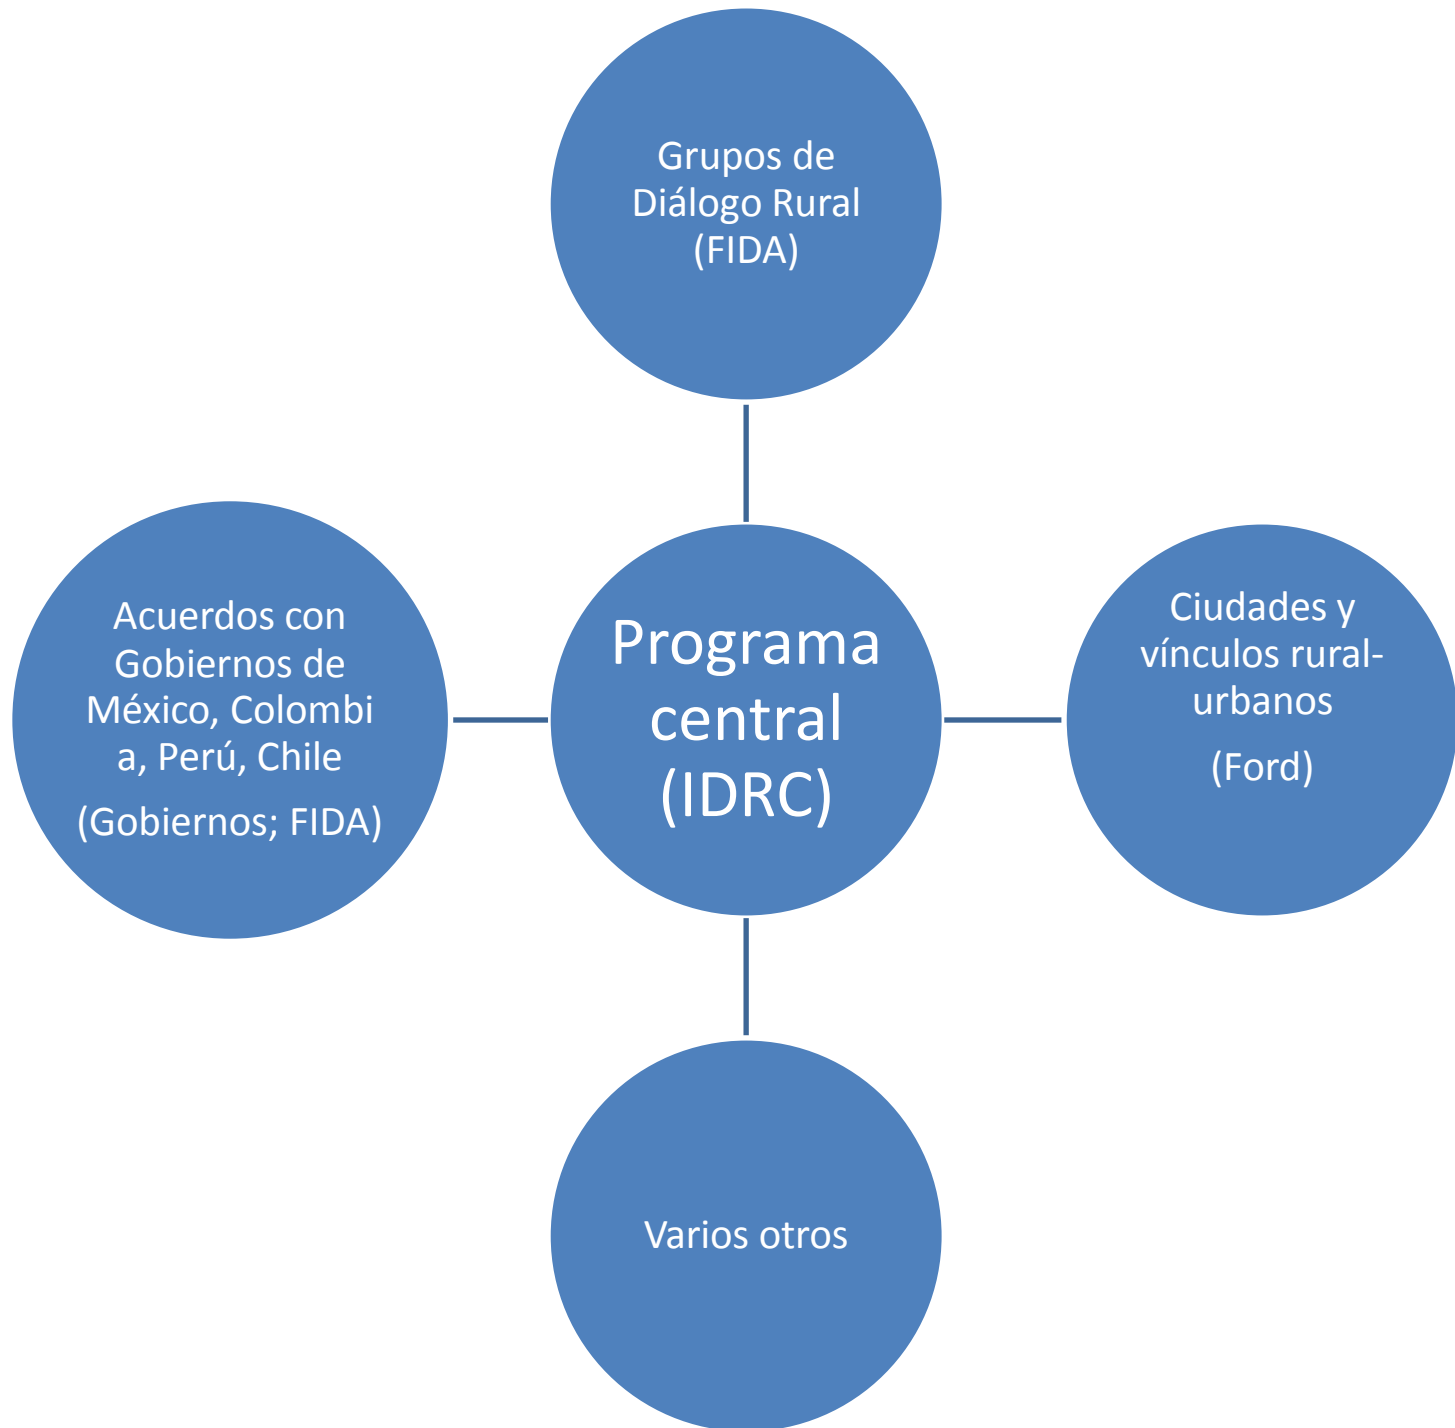 Grupos de
Diálogo Rural
(FIDA)
Acuerdos con
Gobiernos de
México, Colombi
a, Perú, Chile
(Gobiernos; FIDA)
Programa
central
(IDRC)
Ciudades y
vínculos rural-
urbanos
(Ford)
Varios otros